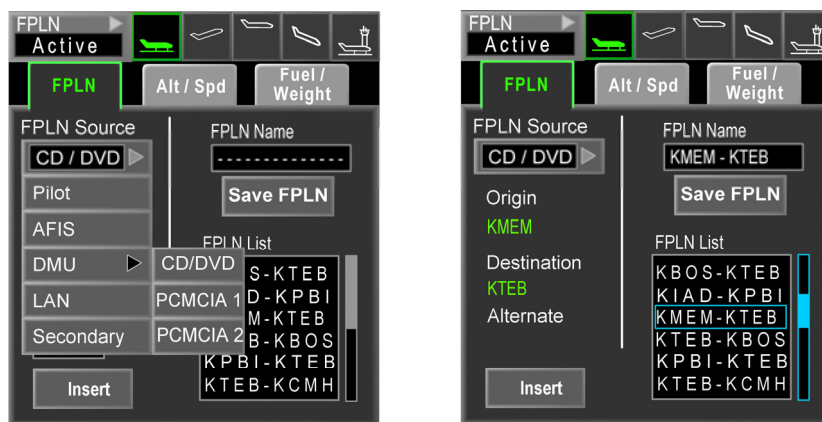 FPLN
Active
FPLN
Alt / Spd
Fuel /
Weight
FPLN Source
CD / DVD
Pilot
AFIS
DMU
LAN
Secondary
CD/DVD
PCMCIA 1
PCMCIA 2
Insert
FPLN Name
--------------
Save FPLN
FPLN List
S-KTEB
D-KPBI
M-KTEB
B-KBOS
KPBI-KTEB
KTEB-KCMH
FPLN
Active
FPLN
Alt / Spd
Fuel /
Weight
FPLN Source
CD / DVD
Origin
KMEM
Destination
KTEB
Alternate
Insert
FPLN Name
KMEM - KTEB
Save FPLN
FPLN List
KBOS-KTEB
KIAD-KPBI
KMEM-KTEB
KTEB-KBOS
KPBI-KTEB
KTEB-KCMH